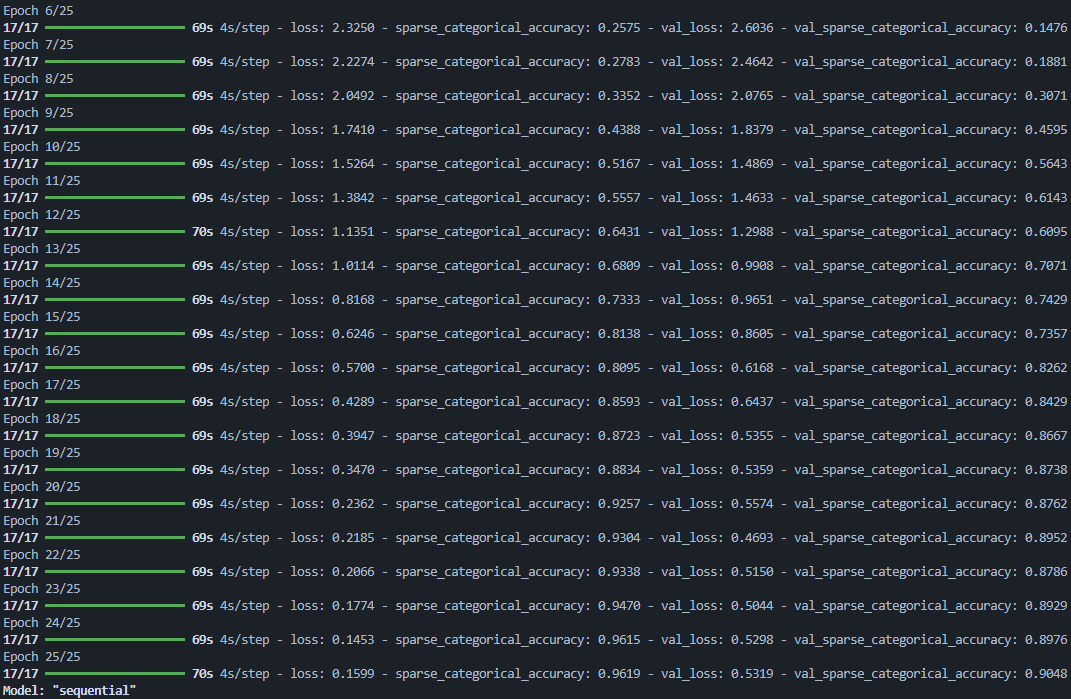 Epoch 6/25
17/17 69s 4s/step - loss: 2.3250 - sparse_categorical_accuracy: 0.2575 - val_loss: 2.6036 - val_sparse_categorical_accuracy: 0.1476
Epoch 7/25
17/17 69s 4s/step - loss: 2.2274 - sparse_categorical_accuracy: 0.2783 - val_loss: 2.4642 - val_sparse_categorical_accuracy: 0.1881
Epoch 8/25
17/17 69s 4s/step - loss: 2.0492 - sparse_categorical_accuracy: 0.3352 - val_loss: 2.0765 - val_sparse_categorical_accuracy: 0.3071
Epoch 9/25
17/17 69s 4s/step - loss: 1.7410 - sparse_categorical_accuracy: 0.4388 - val_loss: 1.8379 - val_sparse_categorical_accuracy: 0.4595
Epoch 10/25
17/17 69s 4s/step - loss: 1.5264 - sparse_categorical_accuracy: 0.5167 - val_loss: 1.4869 - val_sparse_categorical_accuracy: 0.5643
Epoch 11/25
17/17 69s 4s/step - loss: 1.3842 - sparse_categorical_accuracy: 0.5557 - val_loss: 1.4633 - val_sparse_categorical_accuracy: 0.6143
Epoch 12/25
17/17 70s 4s/step - loss: 1.1351 - sparse_categorical_accuracy: 0.6431 - val_loss: 1.2988 - val_sparse_categorical_accuracy: 0.6095
Epoch 13/25
17/17 69s 4s/step - loss: 1.0114 - sparse_categorical_accuracy: 0.6809 - val_loss: 0.9908 - val_sparse_categorical_accuracy: 0.7071
Epoch 14/25
17/17 69s 4s/step - loss: 0.8168 - sparse_categorical_accuracy: 0.7333 - val_loss: 0.9651 - val_sparse_categorical_accuracy: 0.7429
Epoch 15/25
17/17 69s 4s/step - loss: 0.6246 - sparse_categorical_accuracy: 0.8138 - val_loss: 0.8605 - val_sparse_categorical_accuracy: 0.7357
Epoch 16/25
17/17 69s 4s/step - loss: 0.5700 - sparse_categorical_accuracy: 0.8095 - val_loss: 0.6168 - val_sparse_categorical_accuracy: 0.8262
Epoch 17/25
17/17 69s 4s/step - loss: 0.4289 - sparse_categorical_accuracy: 0.8593 - val_loss: 0.6437 - val_sparse_categorical_accuracy: 0.8429
Epoch 18/25
17/17 69s 4s/step - loss: 0.3947 - sparse_categorical_accuracy: 0.8723 - val_loss: 0.5355 - val_sparse_categorical_accuracy: 0.8667
Epoch 19/25
17/17 69s 4s/step - loss: 0.3470 - sparse_categorical_accuracy: 0.8834 - val_loss: 0.5359 - val_sparse_categorical_accuracy: 0.8738
Epoch 20/25
17/17 69s 4s/step - loss: 0.2362 - sparse_categorical_accuracy: 0.9257 - val_loss: 0.5574 - val_sparse_categorical_accuracy: 0.8762
Epoch 21/25
17/17 69s 4s/step - loss: 0.2185 - sparse_categorical_accuracy: 0.9304 - val_loss: 0.4693 - val_sparse_categorical_accuracy: 0.8952
Epoch 22/25
17/17 69s 4s/step - loss: 0.2066 - sparse_categorical_accuracy: 0.9338 - val_loss: 0.5150 - val_sparse_categorical_accuracy: 0.8786
Epoch 23/25
17/17 69s 4s/step - loss: 0.1774 - sparse_categorical_accuracy: 0.9470 - val_loss: 0.5044 - val_sparse_categorical_accuracy: 0.8929
Epoch 24/25
17/17 69s 4s/step - loss: 0.1453 - sparse_categorical_accuracy: 0.9615 - val_loss: 0.5298 - val_sparse_categorical_accuracy: 0.8976
Epoch 25/25
17/17 70s 4s/step - loss: 0.1599 - sparse_categorical_accuracy: 0.9619 - val_loss: 0.5319 - val_sparse_categorical_accuracy: 0.9048
Model: "sequential"